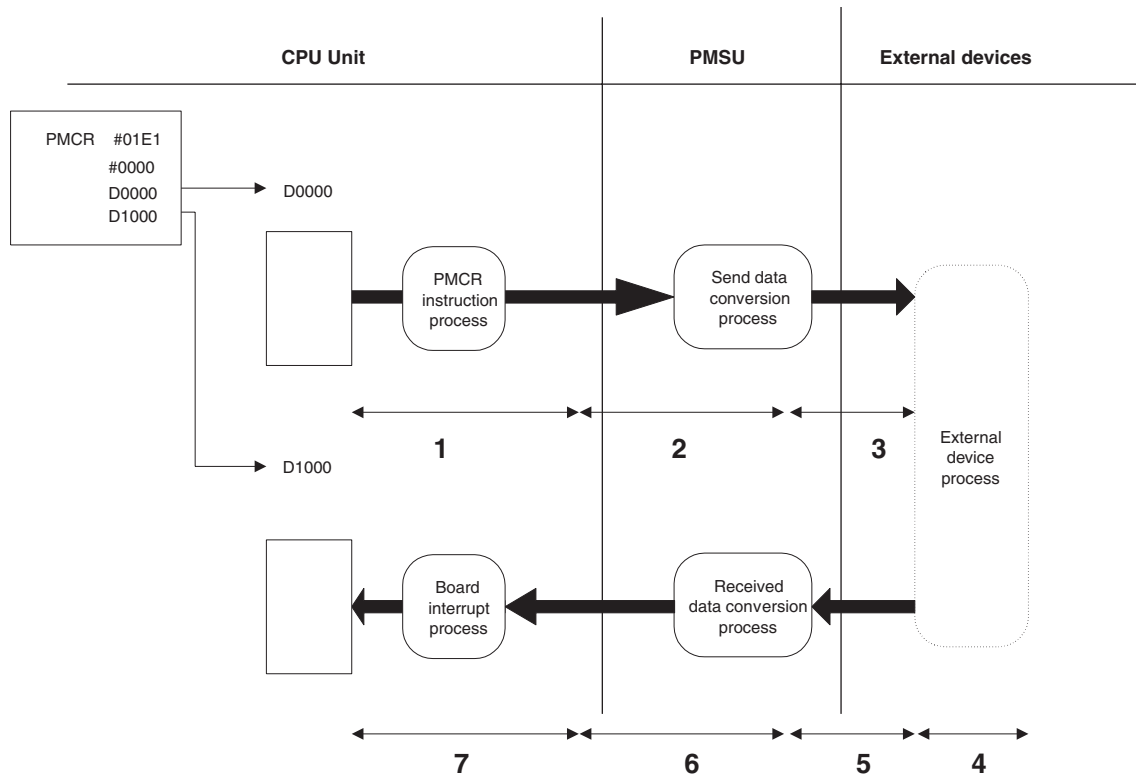 CPU Unit
PMSU
External devices
PMCR #01E1
#0000
D0000
D1000
D0000
PMCR
instruction
process
Send data
conversion
process
1
2
3
External
device
process
D1000
Board
interrupt
process
Received
data conversion
process
7
6
5
4